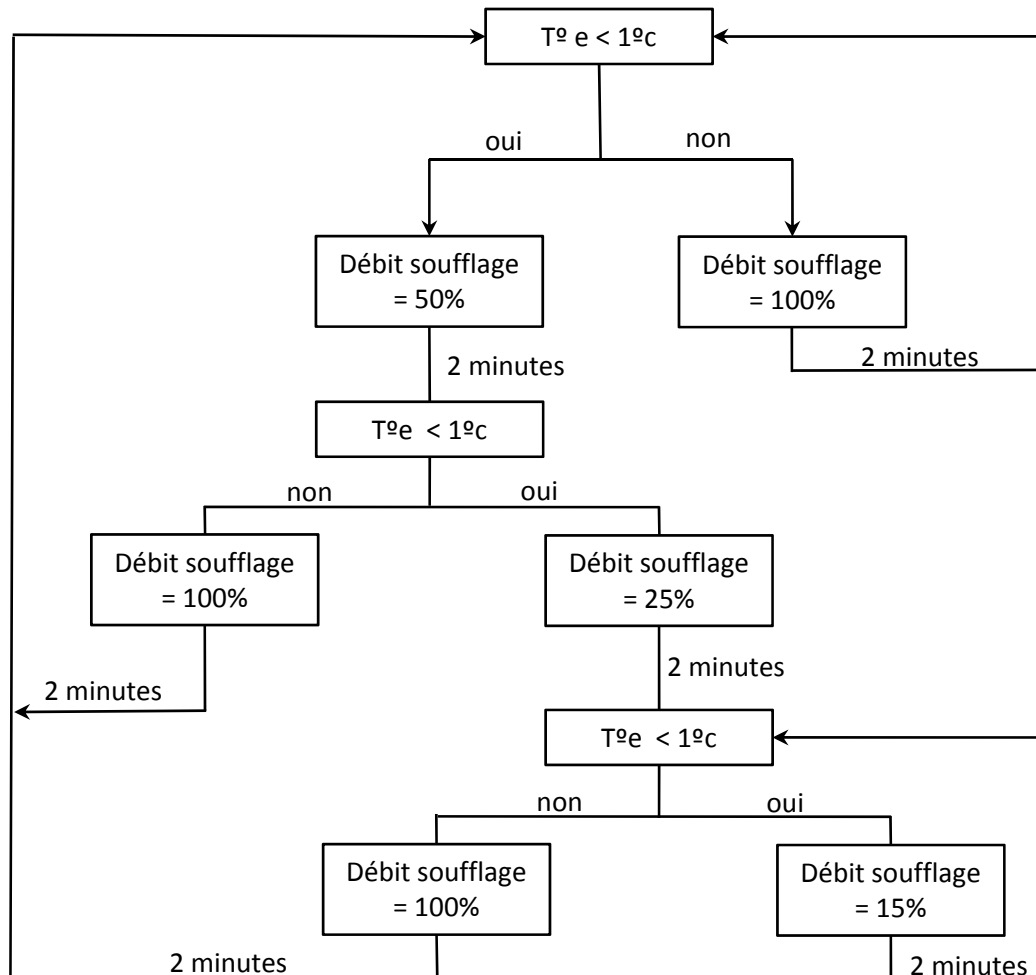 Tº e < 1ºc
oui
non
Débit soufflage
= 50%
Débit soufflage
= 100%
2 minutes
2 minutes
Tºe < 1ºc
non
oui
Débit soufflage
= 100%
Débit soufflage
= 25%
2 minutes
2 minutes
Tºe < 1ºc
non
oui
Débit soufflage
= 100%
Débit soufflage
= 15%
2 minutes
2 minutes